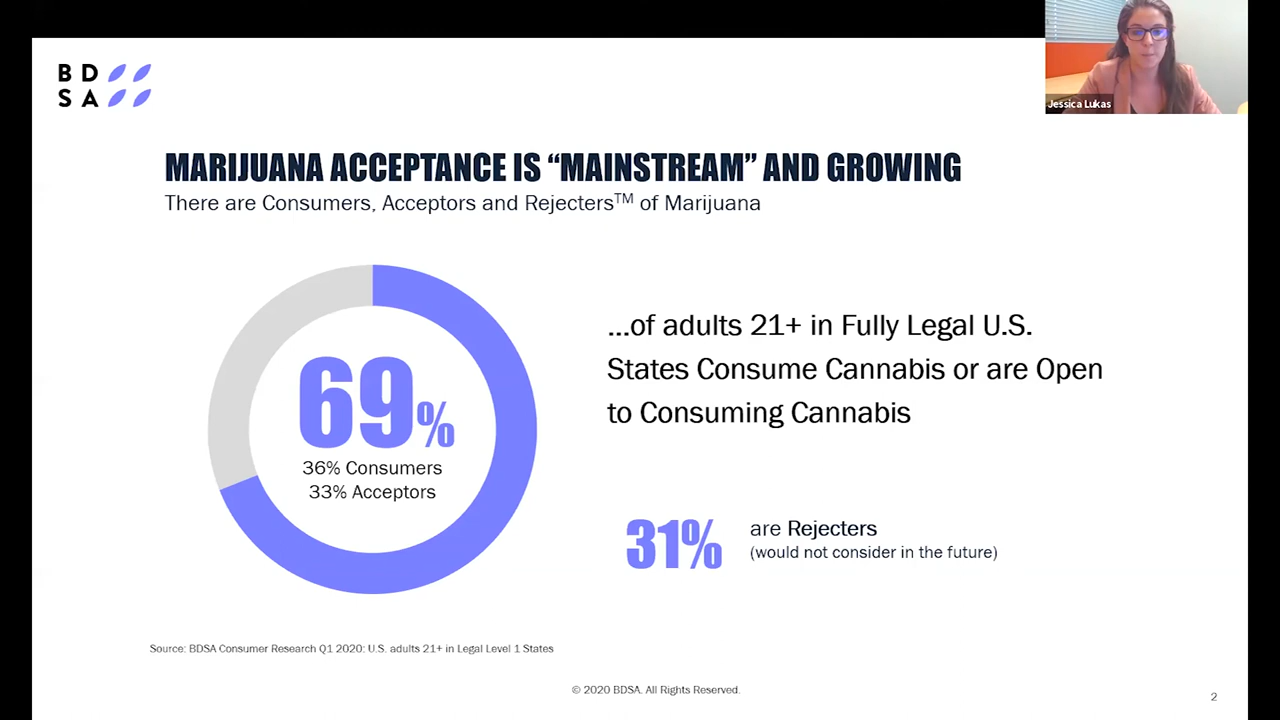 Jessica Lukas
B D
S A
MARIJUANA ACCEPTANCE IS “MAINSTREAM” AND GROWING
There are Consumers, Acceptors and Rejecters™ of Marijuana
69%
36% Consumers
33% Acceptors
...of adults 21+ in Fully Legal U.S.
States Consume Cannabis or are Open
to Consuming Cannabis
31%
are Rejecters
(would not consider in the future)
Source: BDSA Consumer Research Q1 2020: U.S. adults 21+ in Legal Level 1 States
© 2020 BDSA. All Rights Reserved.
2